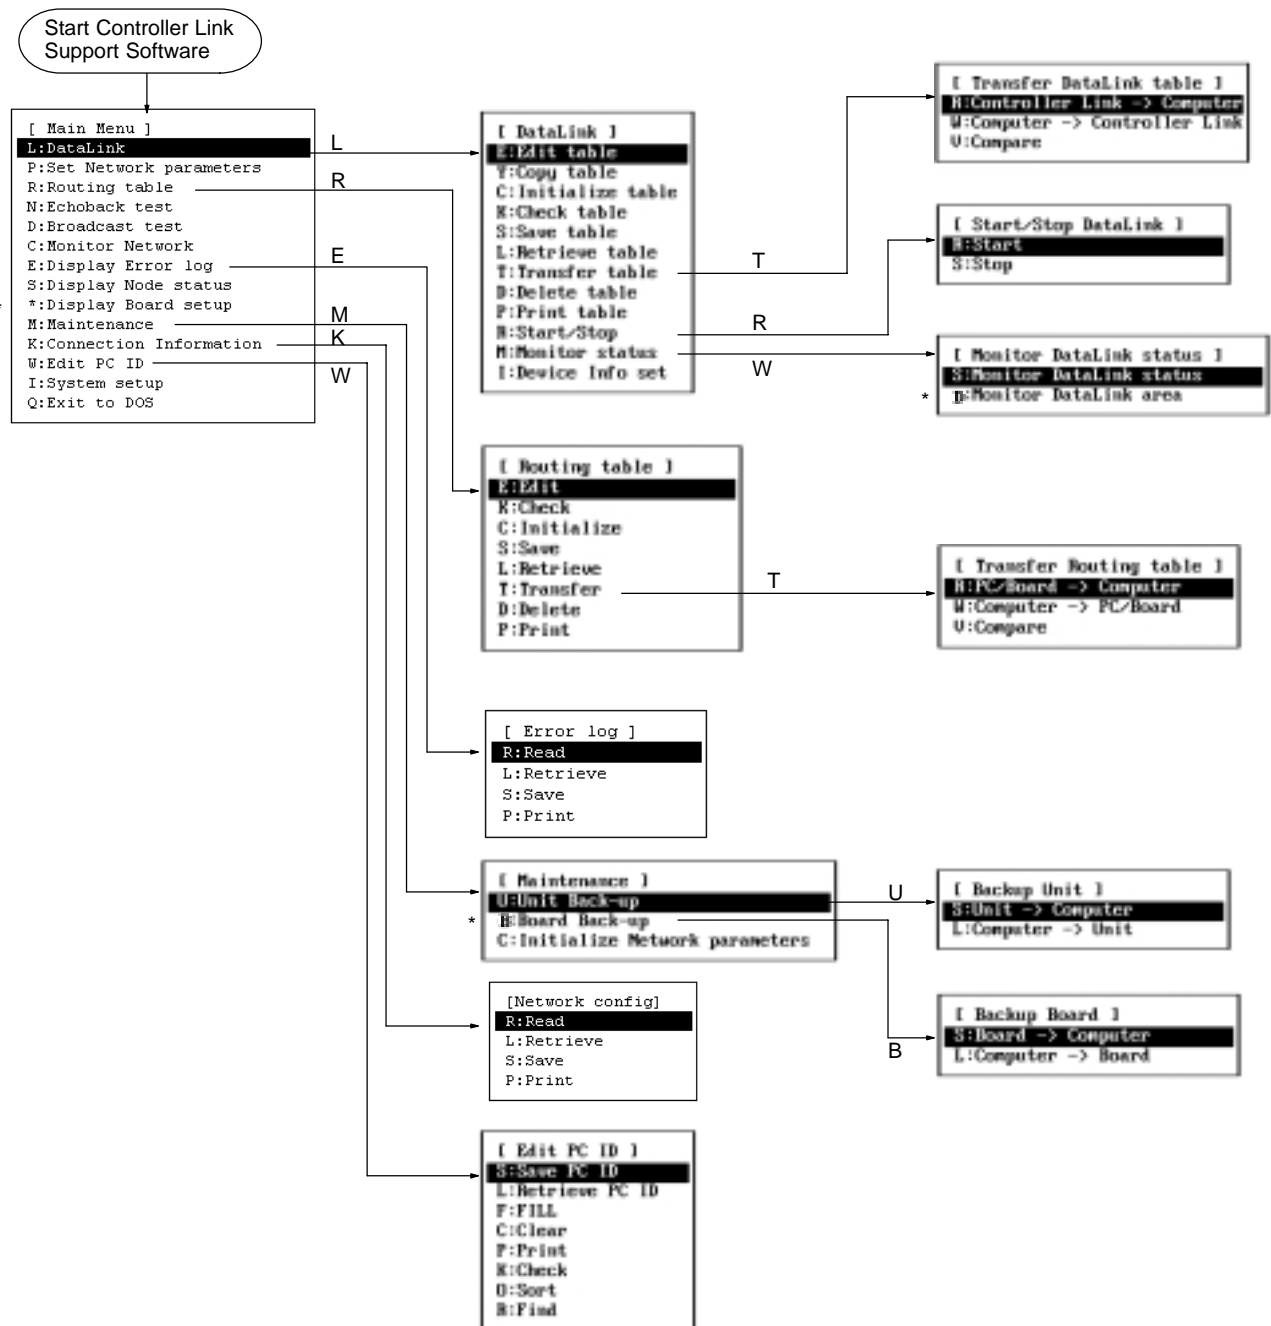 Start Controller Link
Support Software
[ Main Menu ]
L:DataLink
P:Set Network parameters
R:Routing table
N:Echoback test
D:Broadcast test
C:Monitor Network
E:Display Error log
S:Display Node status
*:Display Board setup
M:Maintenance
K:Connection Information
W:Edit PC ID
I:System setup
Q:Exit to DOS
L
R
E
M
K
W
[ DataLink ]
E:Edit table
Y:Copy table
C:Initialize table
K:Check table
S:Save table
L:Retrieve table
T:Transfer table
D:Delete table
P:Print table
R:Start/Stop
M:Monitor status
I:Device Info set
T
R
W
[ Transfer DataLink table ]
R:Controller Link -> Computer
W:Computer -> Controller Link
V:Compare
[ Start/Stop DataLink ]
R:Start
S:Stop
[ Monitor DataLink status ]
S:Monitor DataLink status
* D:Monitor DataLink area
[ Routing table ]
E:Edit
K:Check
C:Initialize
S:Save
L:Retrieve
T:Transfer
D:Delete
P:Print
T
[ Transfer Routing table ]
R:PC/Board -> Computer
W:Computer -> PC/Board
V:Compare
[ Error log ]
R:Read
L:Retrieve
S:Save
P:Print
[ Maintenance ]
U:Unit Back-up
* B:Board Back-up
C:Initialize Network parameters
U
B
[ Backup Unit ]
S:Unit -> Computer
L:Computer -> Unit
[ Backup Board ]
S:Board -> Computer
L:Computer -> Board
[Network config]
R:Read
L:Retrieve
S:Save
P:Print
[ Edit PC ID ]
S:Save PC ID
L:Retrieve PC ID
F:FILL
C:Clear
P:Print
K:Check
O:Sort
R:Find